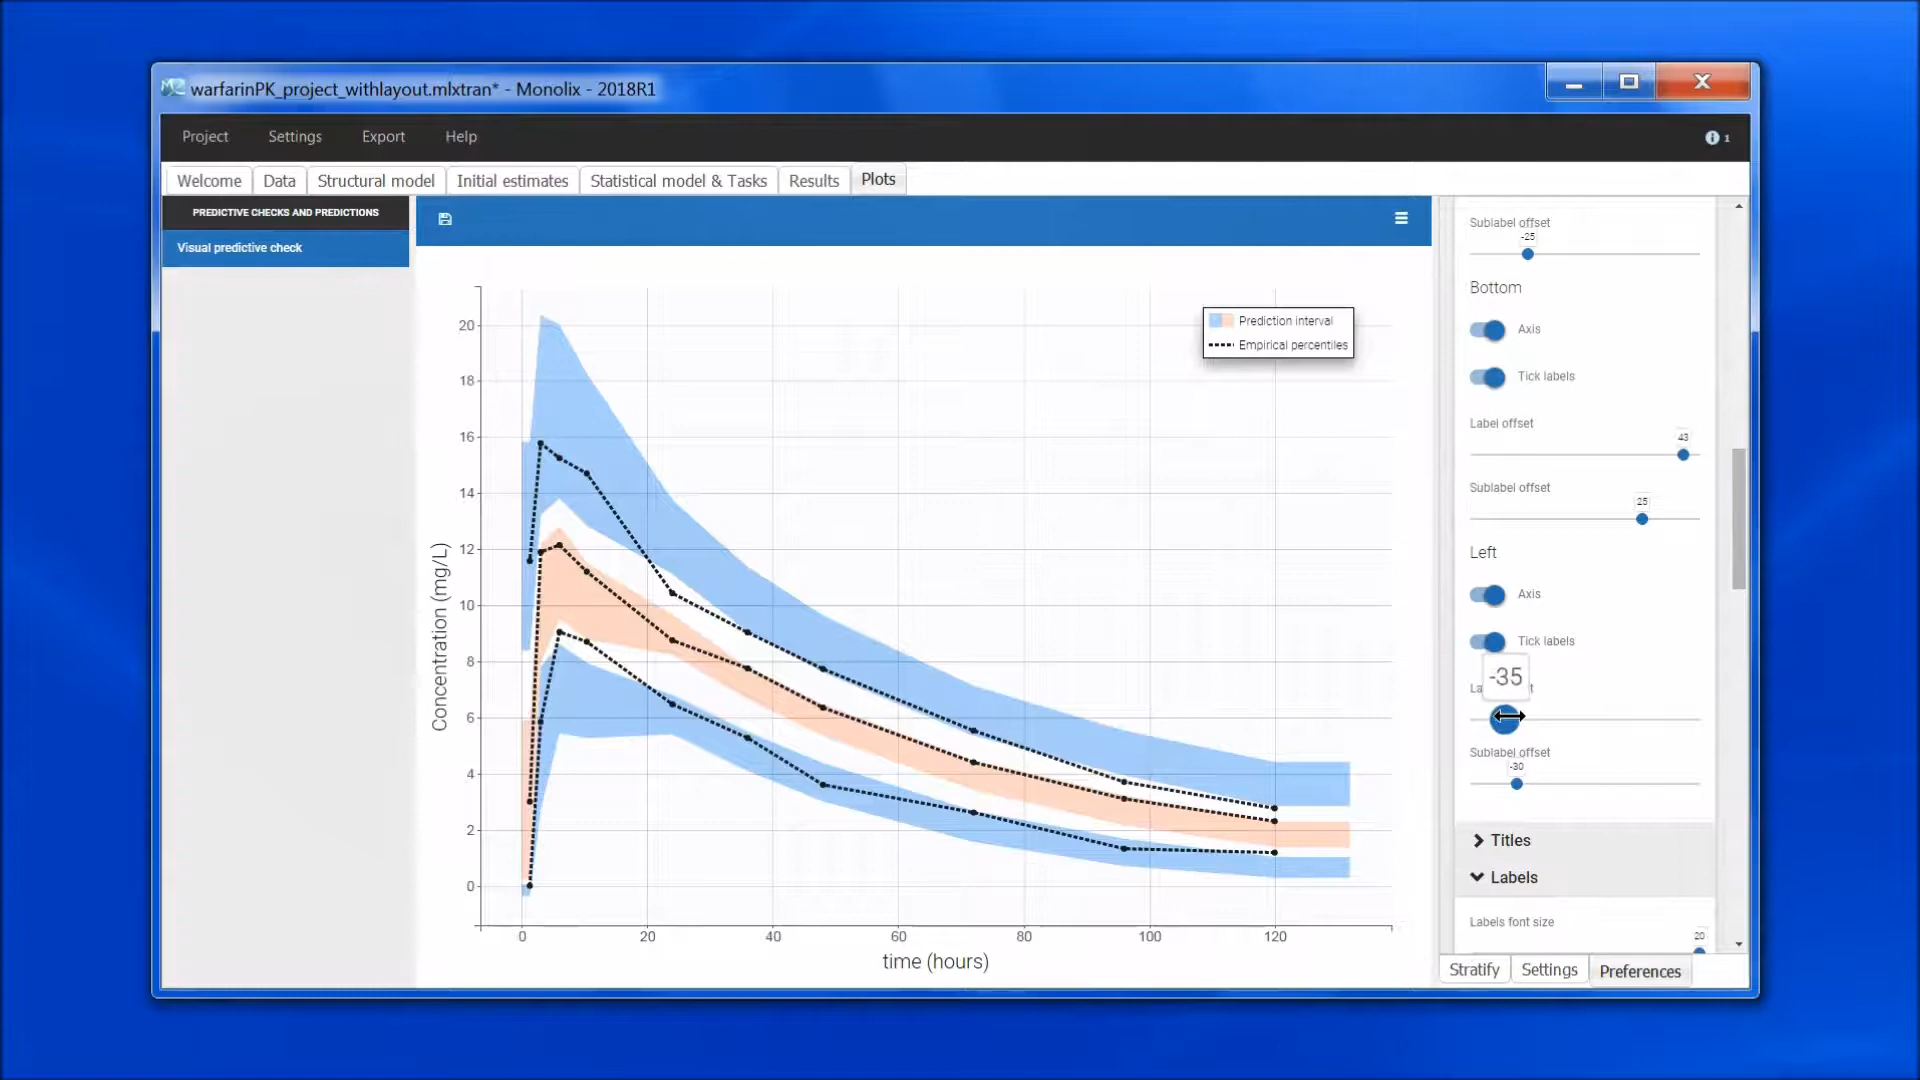 warfarinPK_project_withlayout.mlxtran* - Monolix - 2018R1
Project Settings Export Help
1
Welcome Data Structural model Initial estimates Statistical model & Tasks Results Plots
PREDICTIVE CHECKS AND PREDICTIONS
Visual predictive check
20
18
16
14
12
10
8
6
4
2
0
Concentration (mg/L)
0 20 40 60 80 100 120
time (hours)
Prediction interval
Empirical percentiles
Sublabel offset
-25
Bottom
Axis
Tick labels
Label offset
43
Sublabel offset
25
Left
Axis
Tick labels
-35
Sublabel offset
-30
Titles
Labels
Labels font size
20
Stratify Settings Preferences